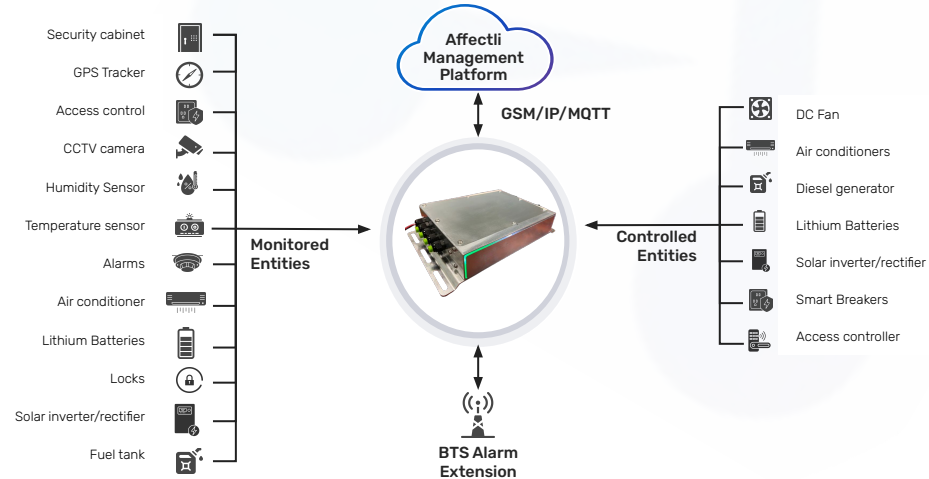 Security cabinet
GPS Tracker
Access control
CCTV camera
Humidity Sensor
Temperature sensor
Alarms
Air conditioner
Lithium Batteries
Locks
Solar inverter/rectifier
Fuel tank
Monitored
Entities
Affectli
Management
Platform
GSM/IP/MQTT
BTS Alarm
Extension
Controlled
Entities
DC Fan
Air conditioners
Diesel generator
Lithium Batteries
Solar inverter/rectifier
Smart Breakers
Access controller